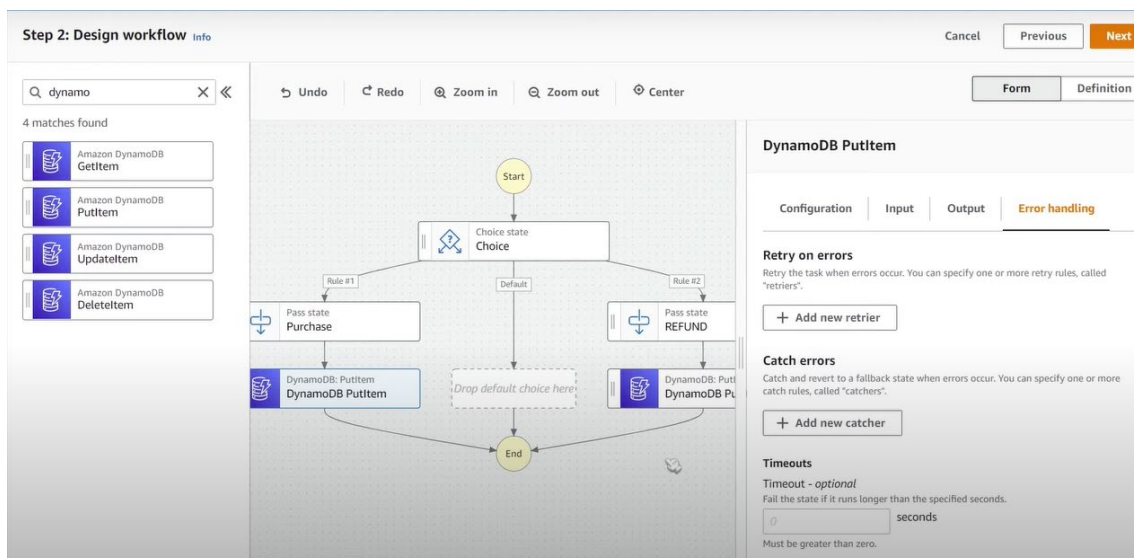 Step 2: Design workflow Info
Cancel
Previous
Next
dynamo
4 matches found
Amazon DynamoDB
GetItem
Amazon DynamoDB
PutItem
Amazon DynamoDB
UpdateItem
Amazon DynamoDB
DeleteItem
Undo
Redo
Zoom in
Zoom out
Center
Form
Definition
Start
Choice state
Choice
Rule #1
Default
Rule #2
Pass state
Purchase
Pass state
REFUND
DynamoDB: PutItem
DynamoDB PutItem
Drop default choice here
DynamoDB: Put
DynamoDB Pu
End
DynamoDB PutItem
Configuration
Input
Output
Error handling
Retry on errors
Retry the task when errors occur. You can specify one or more retry rules, called
"retriers".
+ Add new retrier
Catch errors
Catch and revert to a fallback state when errors occur. You can specify one or more
catch rules, called "catchers".
+ Add new catcher
Timeouts
Timeout - optional
Fail the state if it runs longer than the specified seconds.
0
seconds
Must be greater than zero.